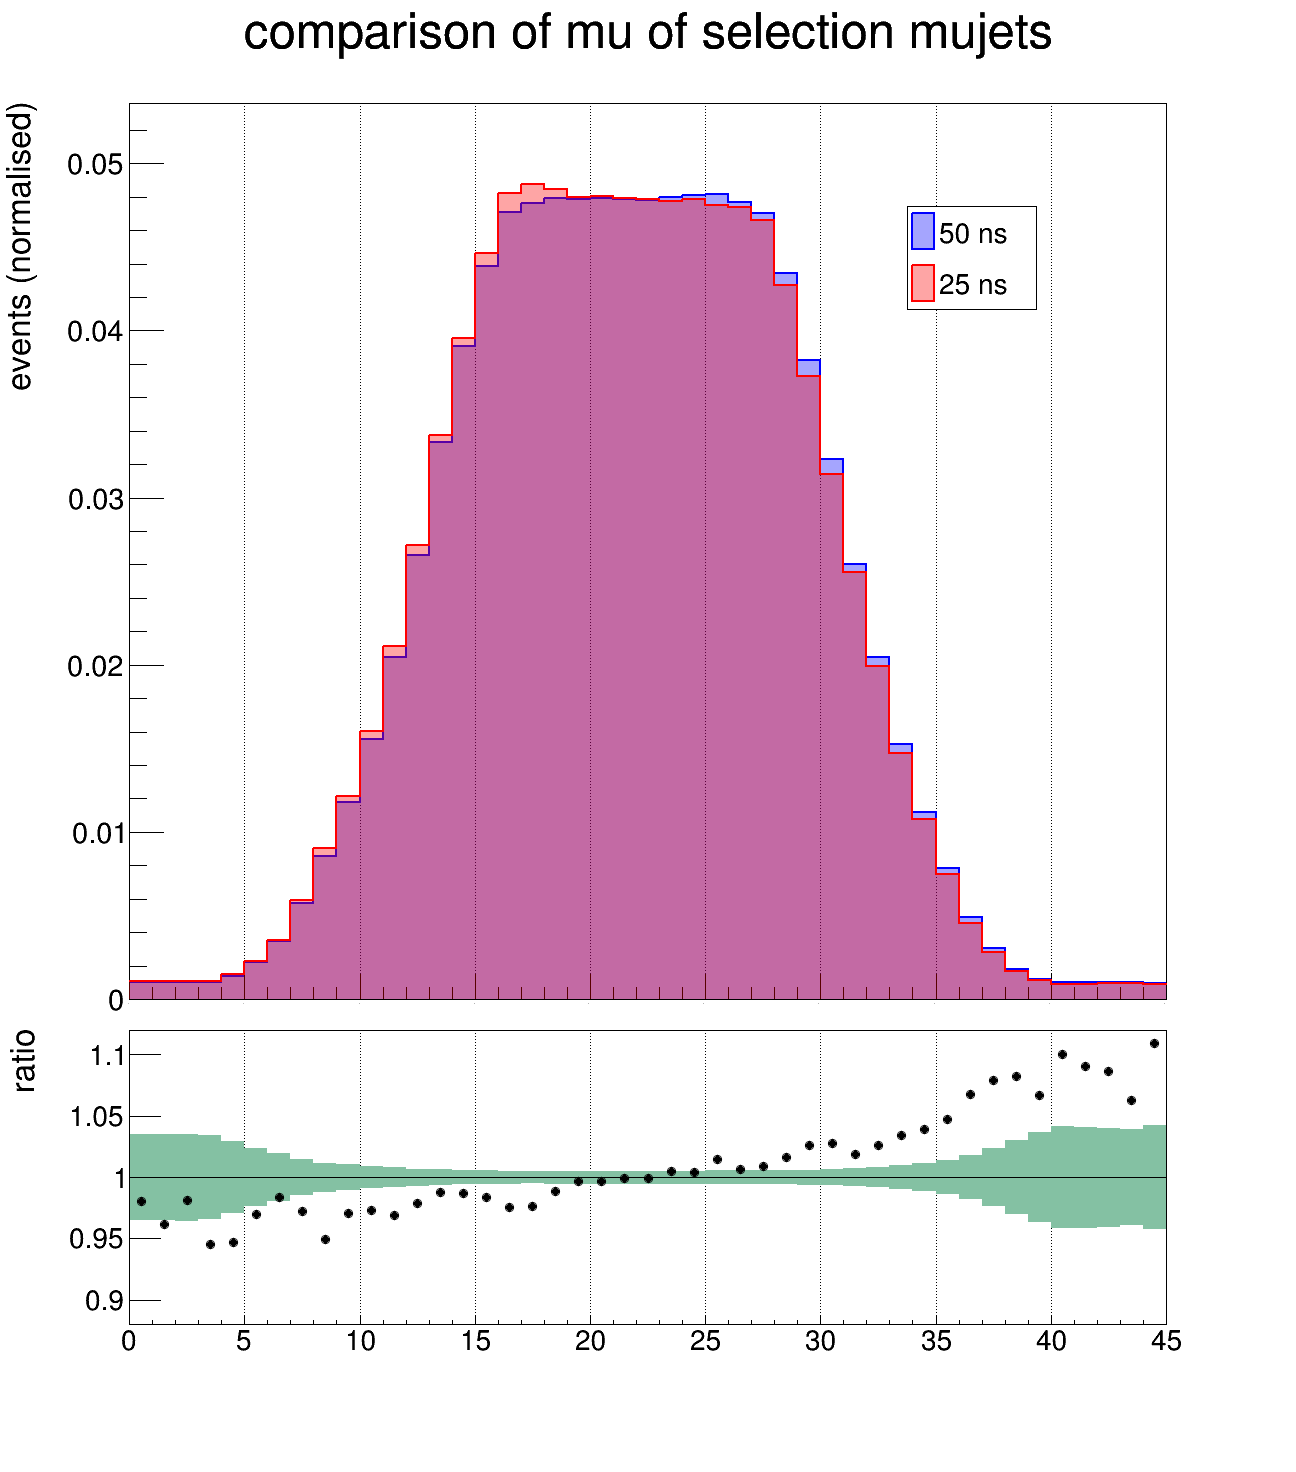 comparison of mu of selection mujets
events (normalised)
0.05
0.04
0.03
0.02
0.01
0
50 ns
25 ns
ratio
1.1
1.05
1
0.95
0.9
0 5 10 15 20 25 30 35 40 45